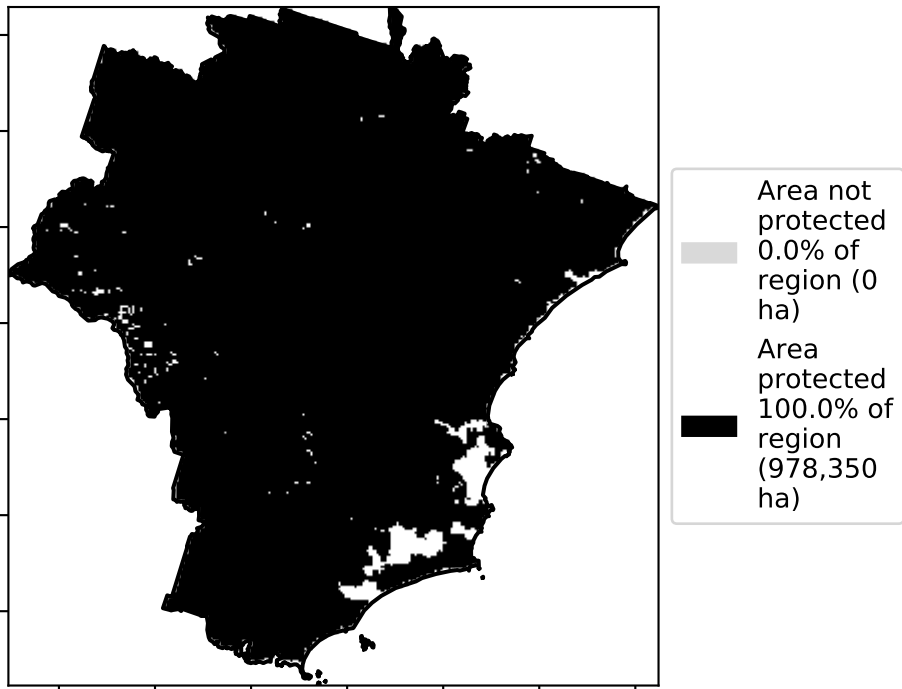 Area not
protected
0.0% of
region (0
ha)
Area
protected
100.0% of
region
(978,350
ha)